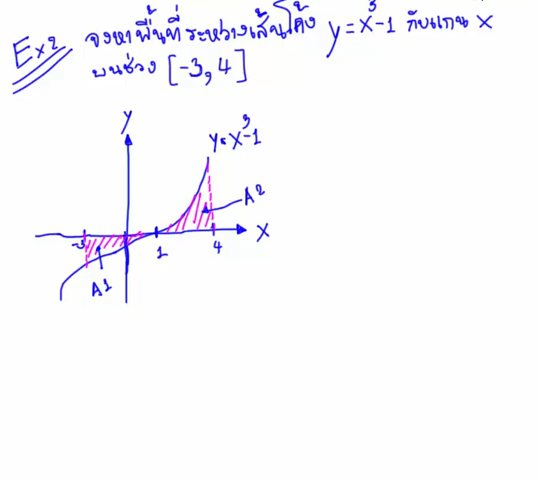 Ex2 จงหาพื้นที่ระหว่างเส้นโค้ง y = x³-1 กับแกน x
บนช่วง [-3, 4]
y
y = x³-1
A2
-3
1
4
x
A1